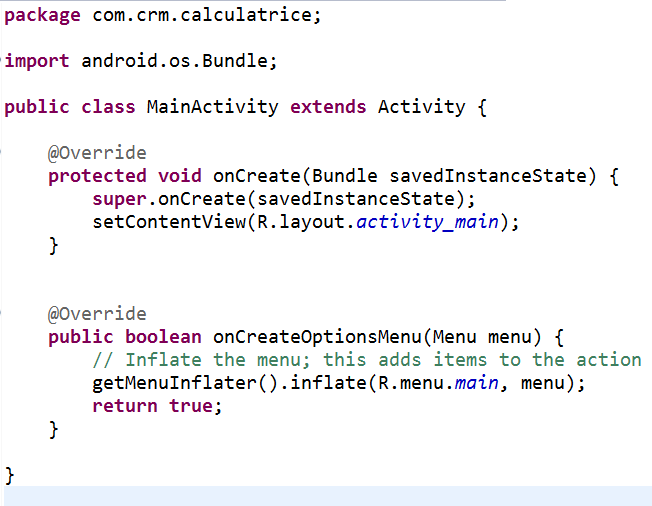 package com.crm.calculatrice;
import android.os.Bundle;
public class MainActivity extends Activity {
@Override
protected void onCreate(Bundle savedInstanceState) {
super.onCreate(savedInstanceState);
setContentView(R.layout.activity_main);
}
@Override
public boolean onCreateOptionsMenu(Menu menu) {
// Inflate the menu; this adds items to the action
getMenuInflater().inflate(R.menu.main, menu);
return true;
}
}